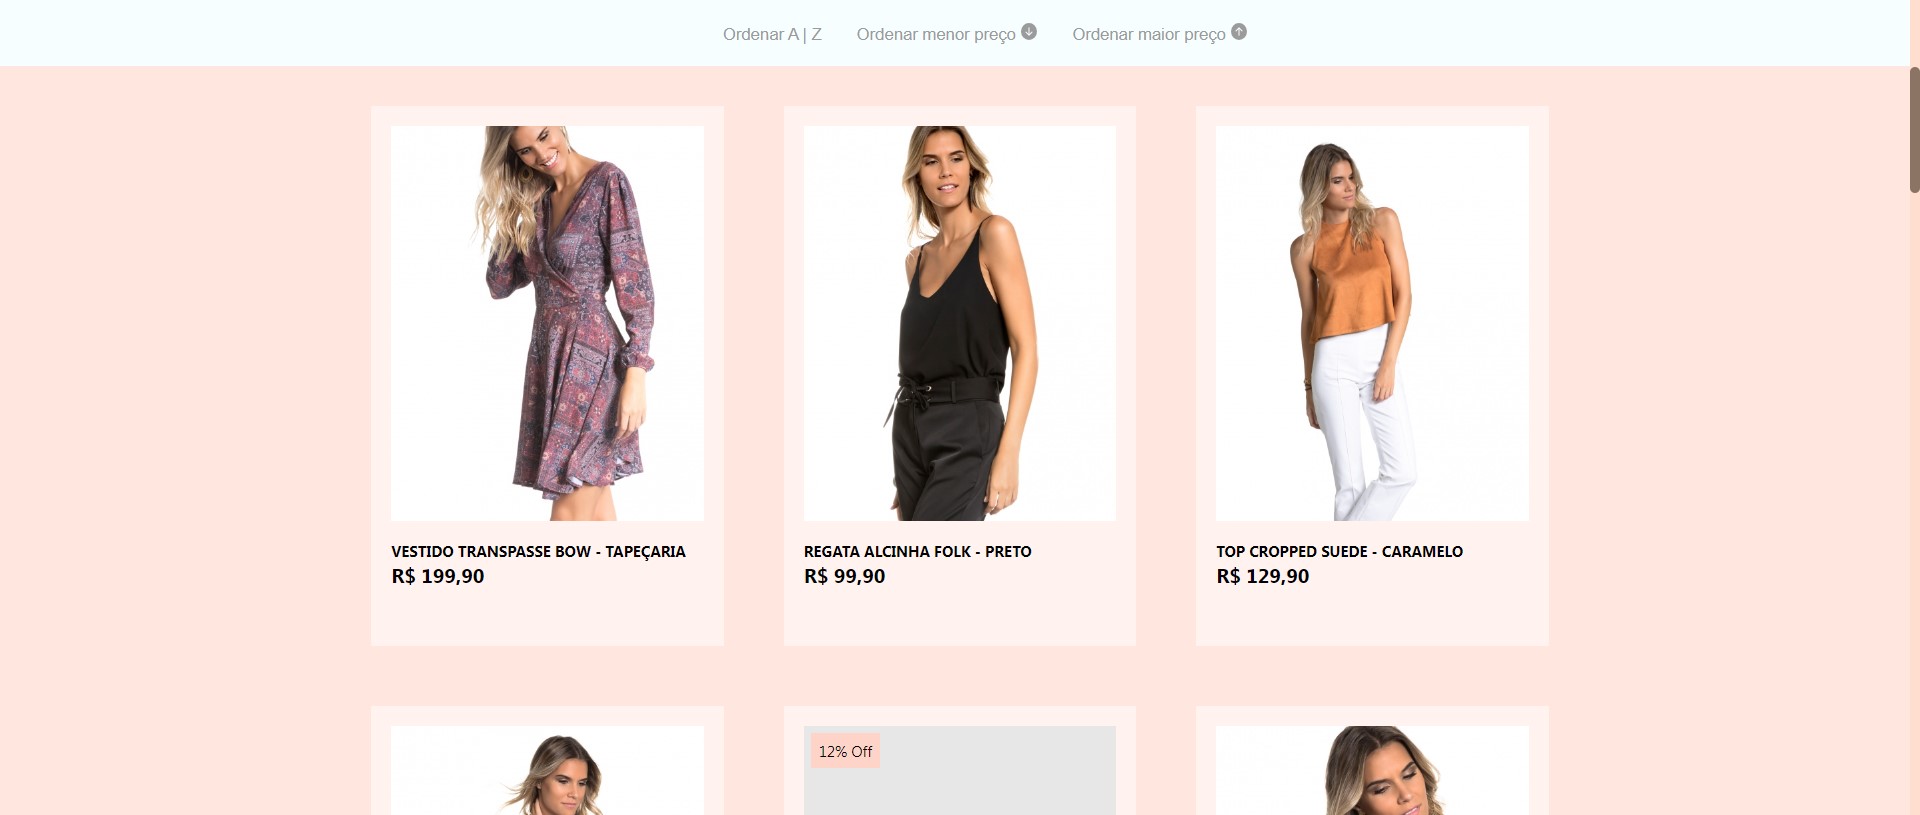 Ordenar A | Z
Ordenar menor preço
Ordenar maior preço
VESTIDO TRANSPASSE BOW - TAPEÇARIA
R$ 199,90
REGATA ALCINHA FOLK - PRETO
R$ 99,90
TOP CROPPED SUEDE - CARAMELO
R$ 129,90
12% Off